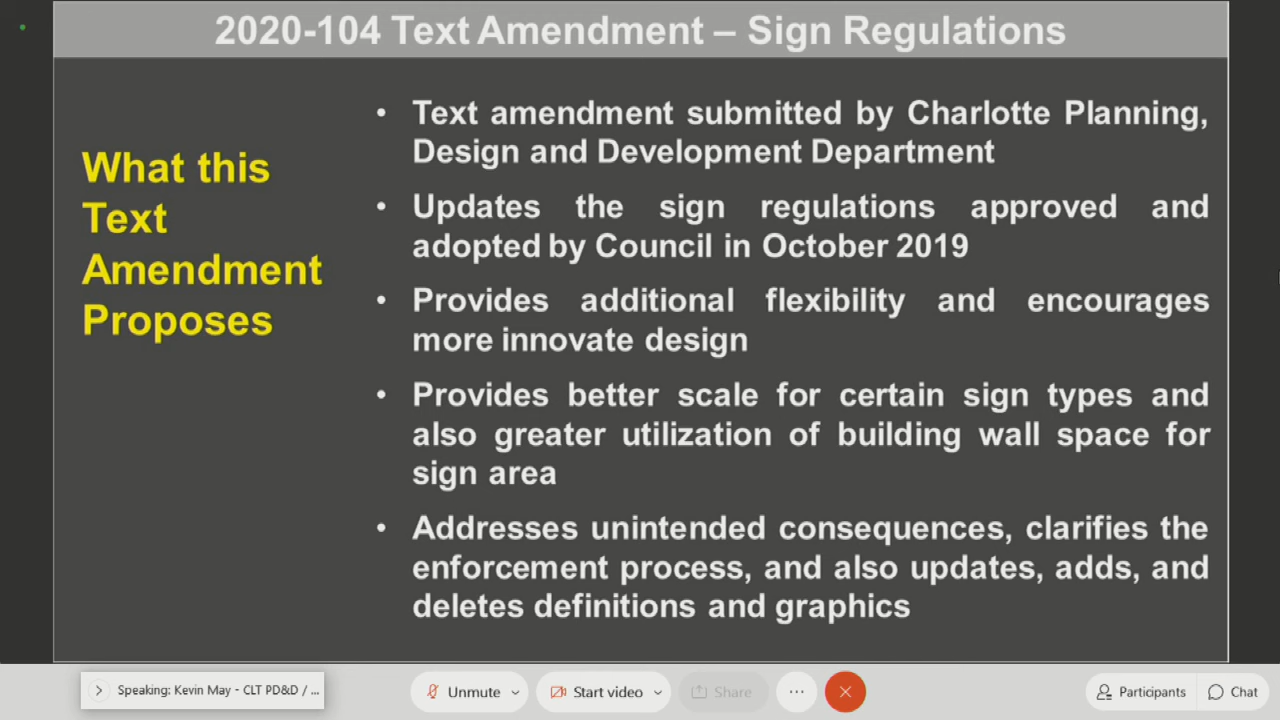 2020-104 Text Amendment – Sign Regulations
What this
Text
Amendment
Proposes
• Text amendment submitted by Charlotte Planning,
Design and Development Department
• Updates the sign regulations approved and
adopted by Council in October 2019
• Provides additional flexibility and encourages
more innovate design
• Provides better scale for certain sign types and
also greater utilization of building wall space for
sign area
• Addresses unintended consequences, clarifies the
enforcement process, and also updates, adds, and
deletes definitions and graphics
Speaking: Kevin May - CLT PD&D / ...
Unmute
Start video
Share
Participants
Chat